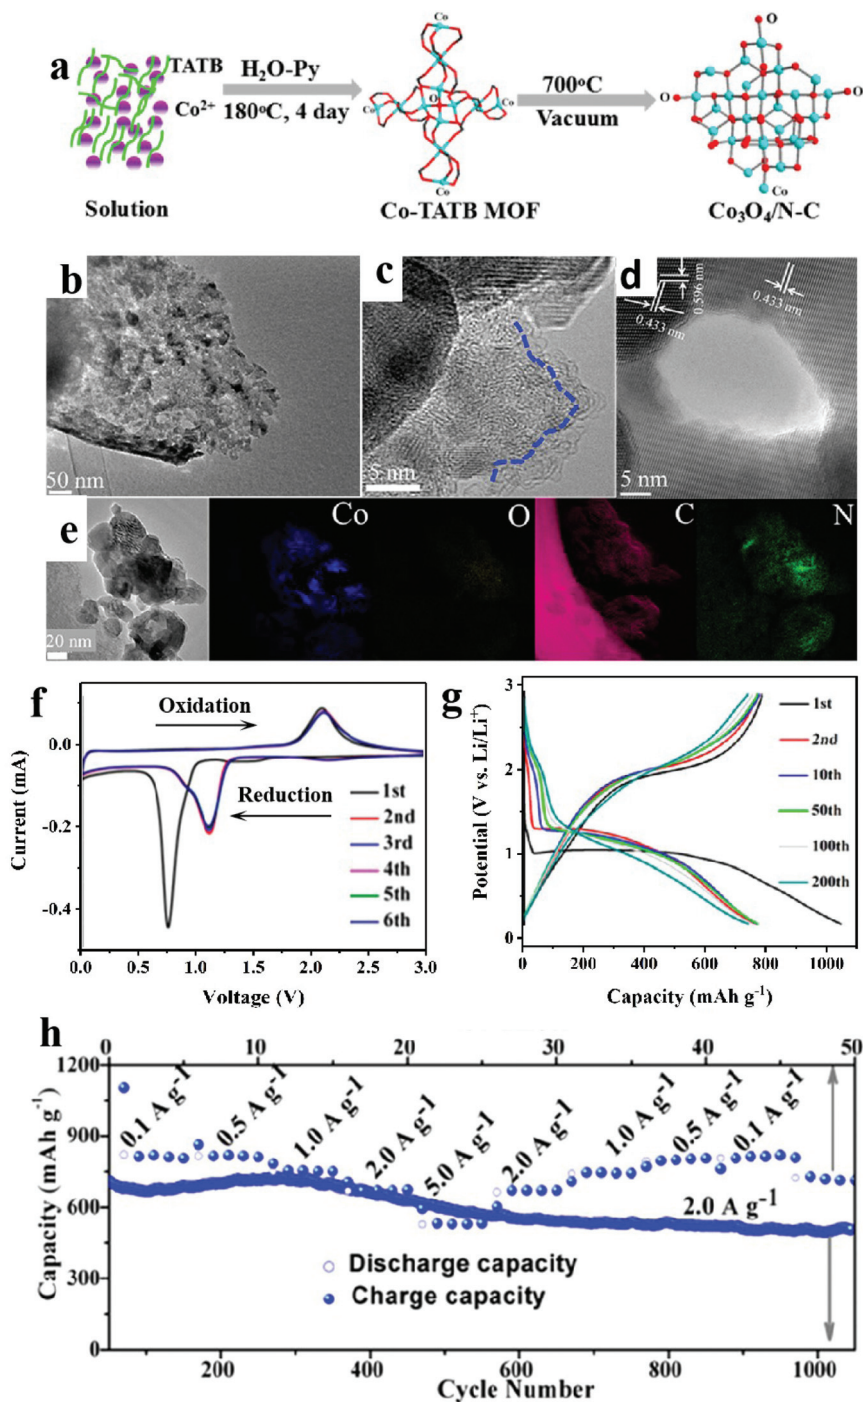 a
TATB
Co²⁺
H₂O-Py
180°C, 4 day
Co
Co
Co
Co
O
700°C
Vacuum
O
O
O
Co
Solution
Co-TATB MOF
Co₃O₄/N-C
b
50 nm
c
5 nm
d
0.433 nm
0.596 nm
0.433 nm
5 nm
e
20 nm
Co
O
C
N
f
Oxidation
Reduction
1st
2nd
3rd
4th
5th
6th
Current (mA)
0.0
-0.2
-0.4
0.0
0.5
1.0
1.5
2.0
2.5
3.0
Voltage (V)
g
1st
2nd
10th
50th
100th
200th
Potential (V vs. Li/Li⁺)
3
2
1
0
0
200
400
600
800
1000
Capacity (mAh g⁻¹)
h
0
10
20
30
40
50
Capacity (mAh g⁻¹)
1200
900
600
300
0
0.1 A g⁻¹
0.5 A g⁻¹
1.0 A g⁻¹
2.0 A g⁻¹
5.0 A g⁻¹
2.0 A g⁻¹
1.0 A g⁻¹
0.5 A g⁻¹
0.1 A g⁻¹
2.0 A g⁻¹
Discharge capacity
Charge capacity
200
400
600
800
1000
Cycle Number